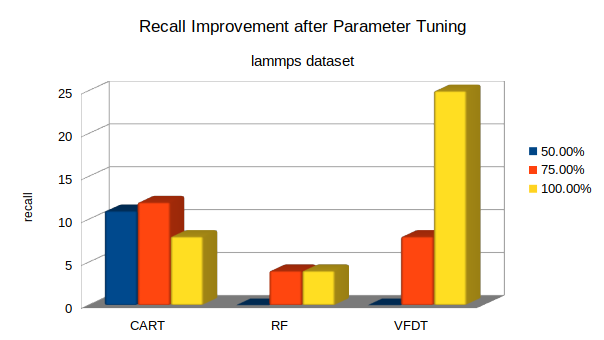 Recall Improvement after Parameter Tuning
lammps dataset
recall
25
20
15
10
5
0
CART RF VFDT
50.00%
75.00%
100.00%